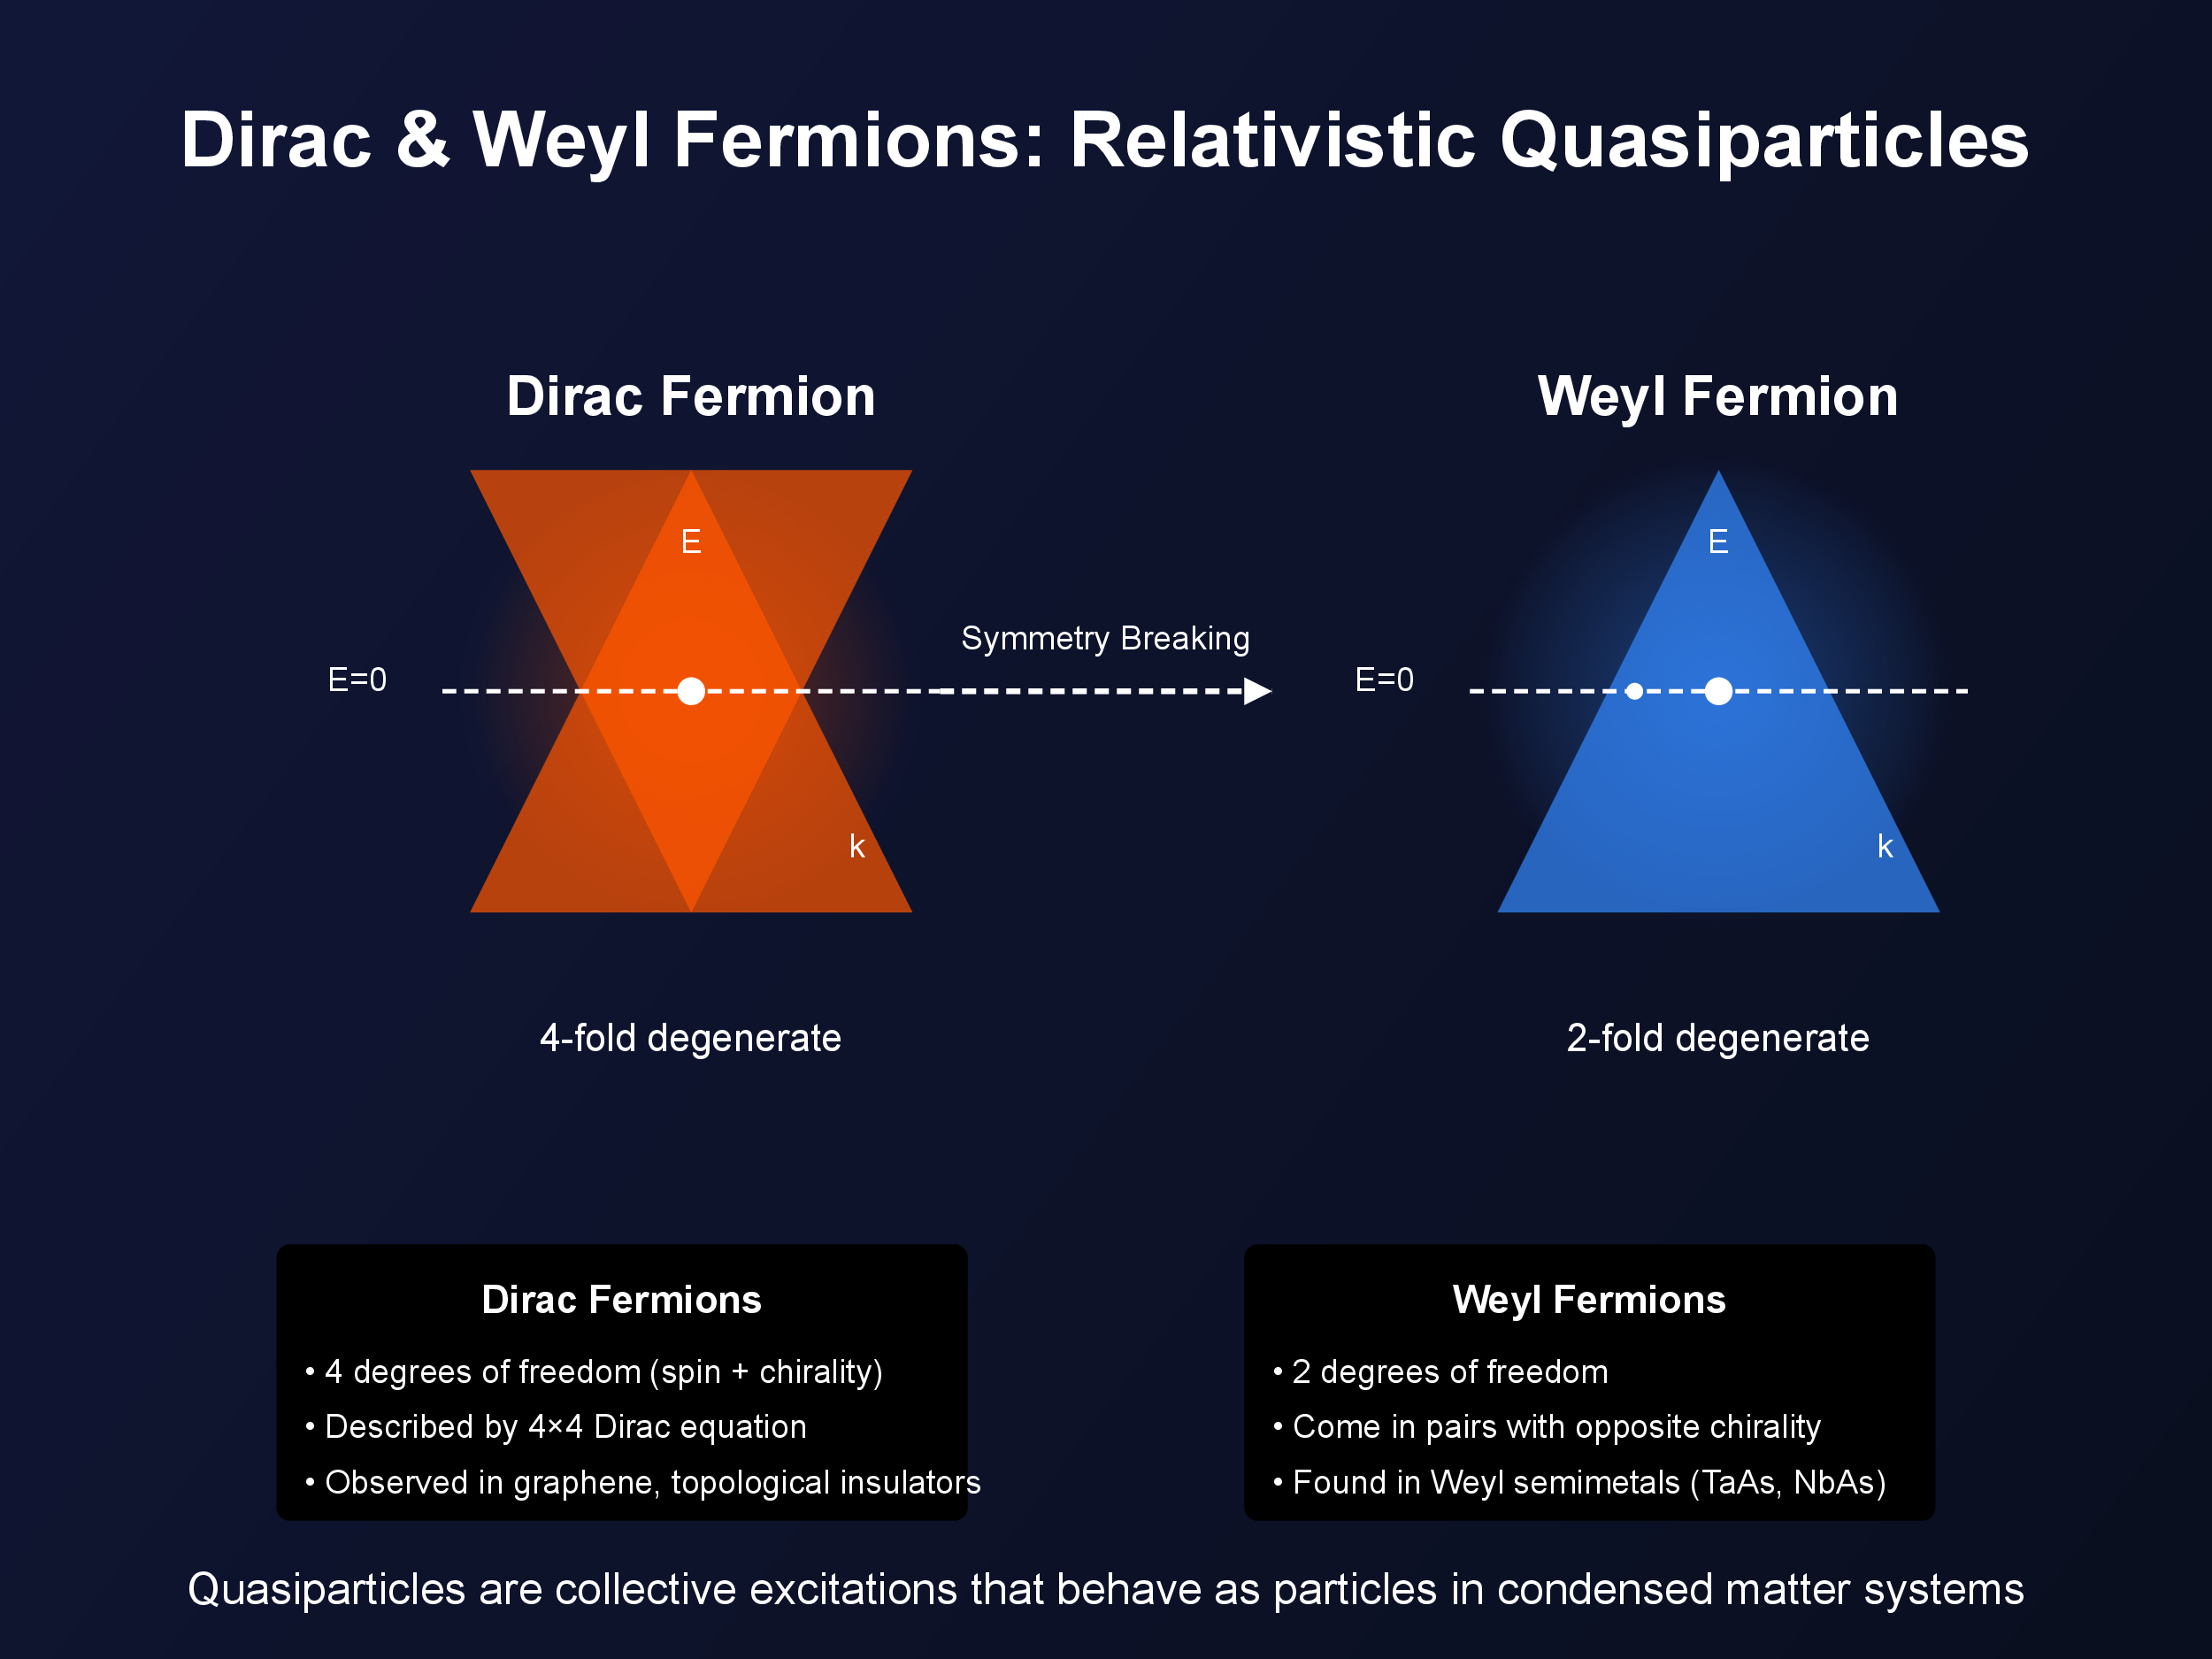 Dirac & Weyl Fermions: Relativistic Quasiparticles
Dirac Fermion
Weyl Fermion
E
E
Symmetry Breaking
E=0
E=0
k
k
4-fold degenerate
2-fold degenerate
Dirac Fermions
• 4 degrees of freedom (spin + chirality)
• Described by 4×4 Dirac equation
• Observed in graphene, topological insulators
Weyl Fermions
• 2 degrees of freedom
• Come in pairs with opposite chirality
• Found in Weyl semimetals (TaAs, NbAs)
Quasiparticles are collective excitations that behave as particles in condensed matter systems